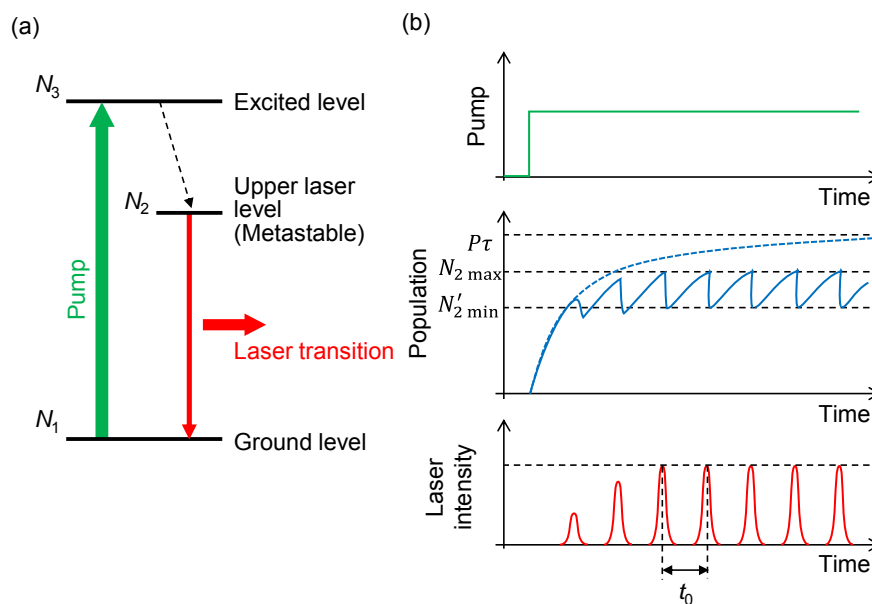 (a)
N3
Excited level
N2
Upper laser
level
(Metastable)
Pump
Laser transition
N1
Ground level
(b)
Pump
Time
Population
Pτ
N2 max
N′2 min
Time
Laser
intensity
Time
t0